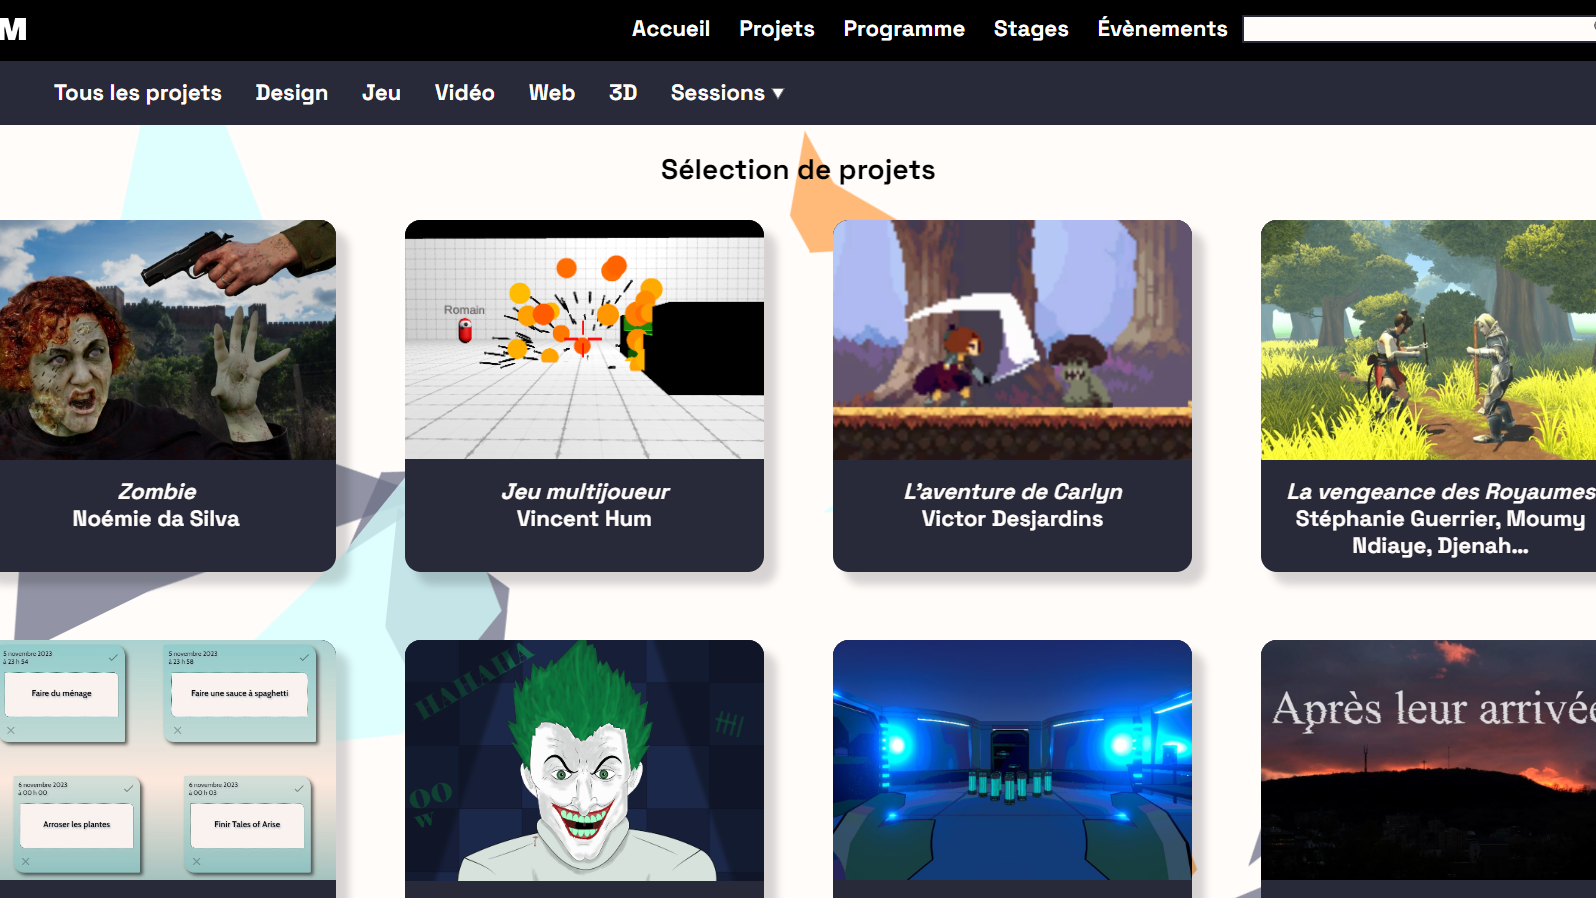 M
Accueil Projets Programme Stages Évènements
Tous les projets Design Jeu Vidéo Web 3D Sessions ▼
Sélection de projets
Romain
Zombie
Noémie da Silva
Jeu multijoueur
Vincent Hum
L'aventure de Carlyn
Victor Desjardins
La vengeance des Royaumes
Stéphanie Guerrier, Moumy
Ndiaye, Djenah...
5 novembre 2023
à 23 h 54
Faire du ménage
5 novembre 2023
à 23 h 58
Faire une sauce à spaghetti
6 novembre 2023
à 00 h 00
Arroser les plantes
6 novembre 2023
à 00 h 03
Finir Tales of Arise
HAHAHA
OO
W
Après leur arrivée